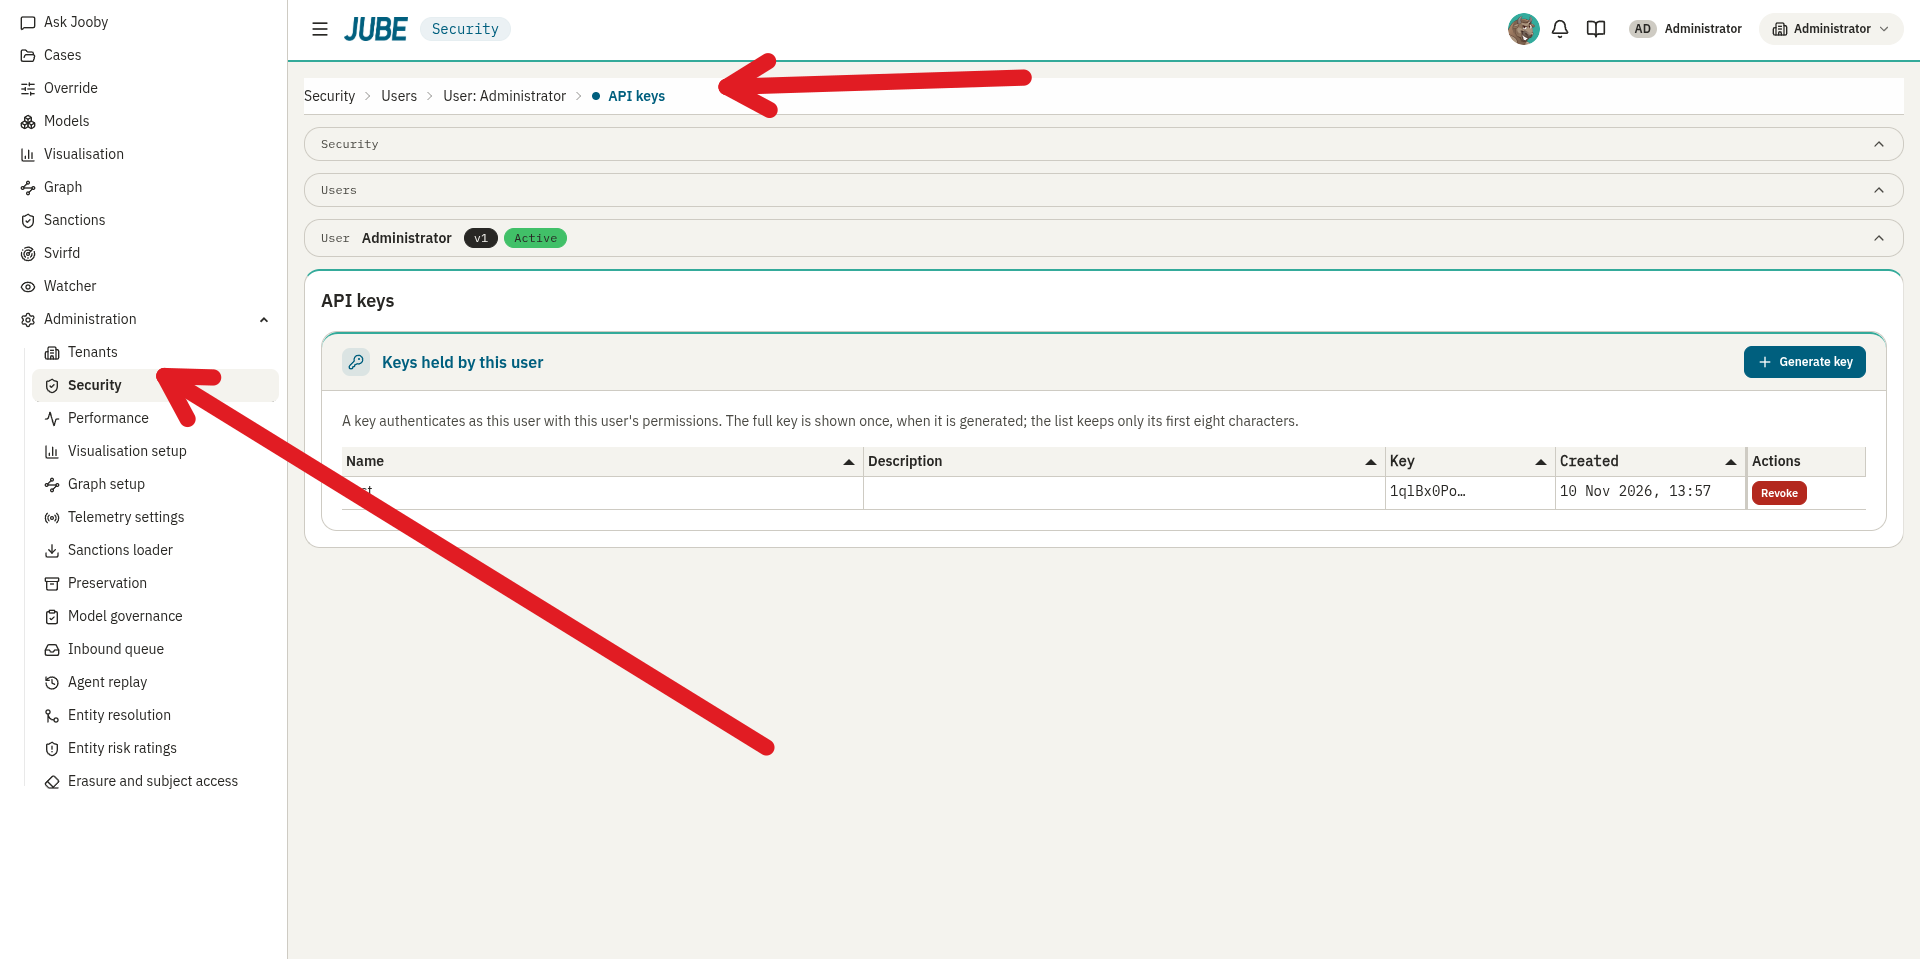 Ask Jooby
Cases
Override
Models
Visualisation
Graph
Sanctions
Svirfd
Watcher
Administration
Tenants
Security
Performance
Visualisation setup
Graph setup
Telemetry settings
Sanctions loader
Preservation
Model governance
Inbound queue
Agent replay
Entity resolution
Entity risk ratings
Erasure and subject access
JUBE Security
AD Administrator Administrator
Security > Users > User: Administrator > API keys
Security
Users
User Administrator v1 Active
API keys
Keys held by this user
+ Generate key
A key authenticates as this user with this user's permissions. The full key is shown once, when it is generated; the list keeps only its first eight characters.
Name Description Key Created Actions
1qlBx0Po… 10 Nov 2026, 13:57 Revoke